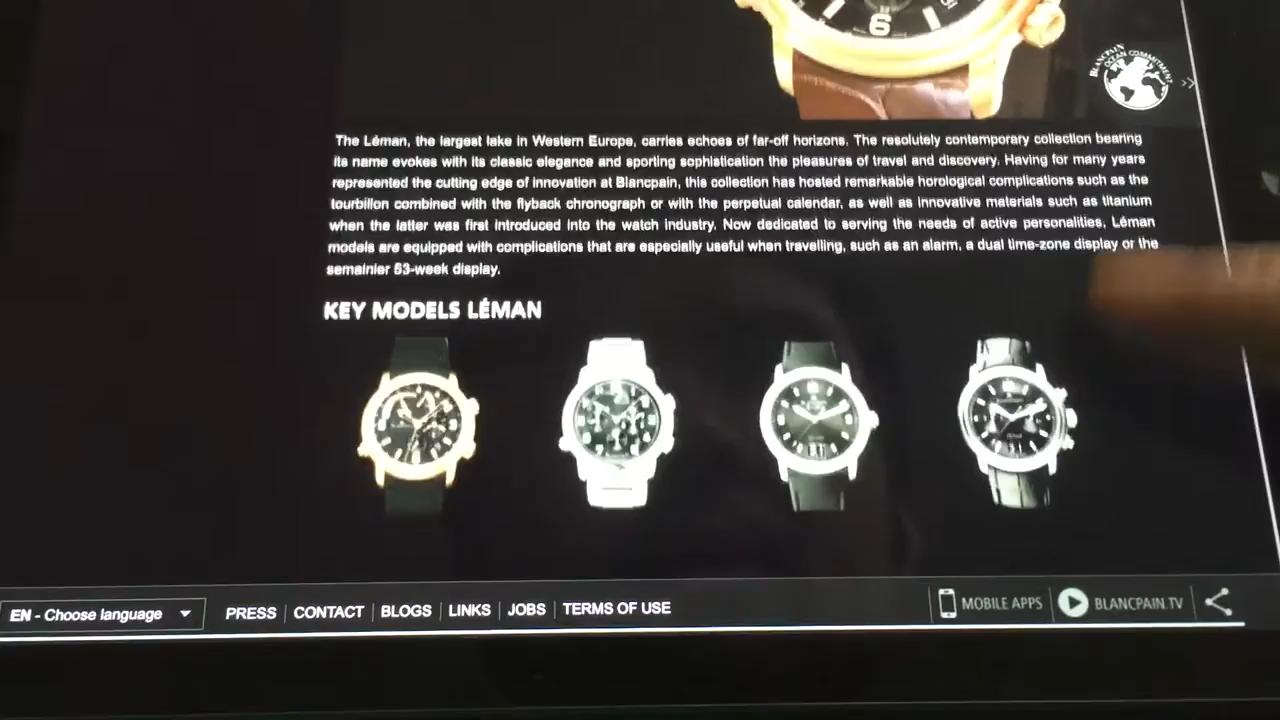 6
BLANCPAIN OCEAN COMMITMENT
The Léman, the largest lake in Western Europe, carries echoes of far-off horizons. The resolutely contemporary collection bearing
its name evokes with its classic elegance and sporting sophistication the pleasures of travel and discovery. Having for many years
represented the cutting edge of innovation at Blancpain, this collection has hosted remarkable horological complications such as the
tourbillon combined with the flyback chronograph or with the perpetual calendar, as well as innovative materials such as titanium
when the latter was first introduced into the watch industry. Now dedicated to serving the needs of active personalities, Léman
models are equipped with complications that are especially useful when travelling, such as an alarm, a dual time-zone display or the
semainier 53-week display.
KEY MODELS LÉMAN
EN - Choose language
PRESS CONTACT BLOGS LINKS JOBS TERMS OF USE
MOBILE APPS BLANCPAIN TV